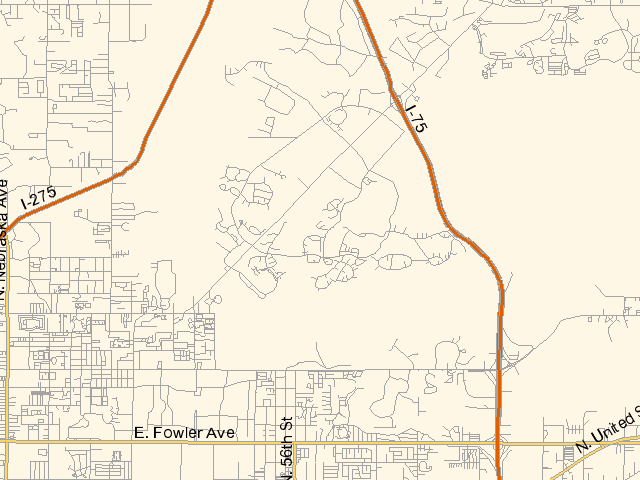 I-75
I-275
N. Nebraska Ave
E. Fowler Ave
N. 56th St
N. United S